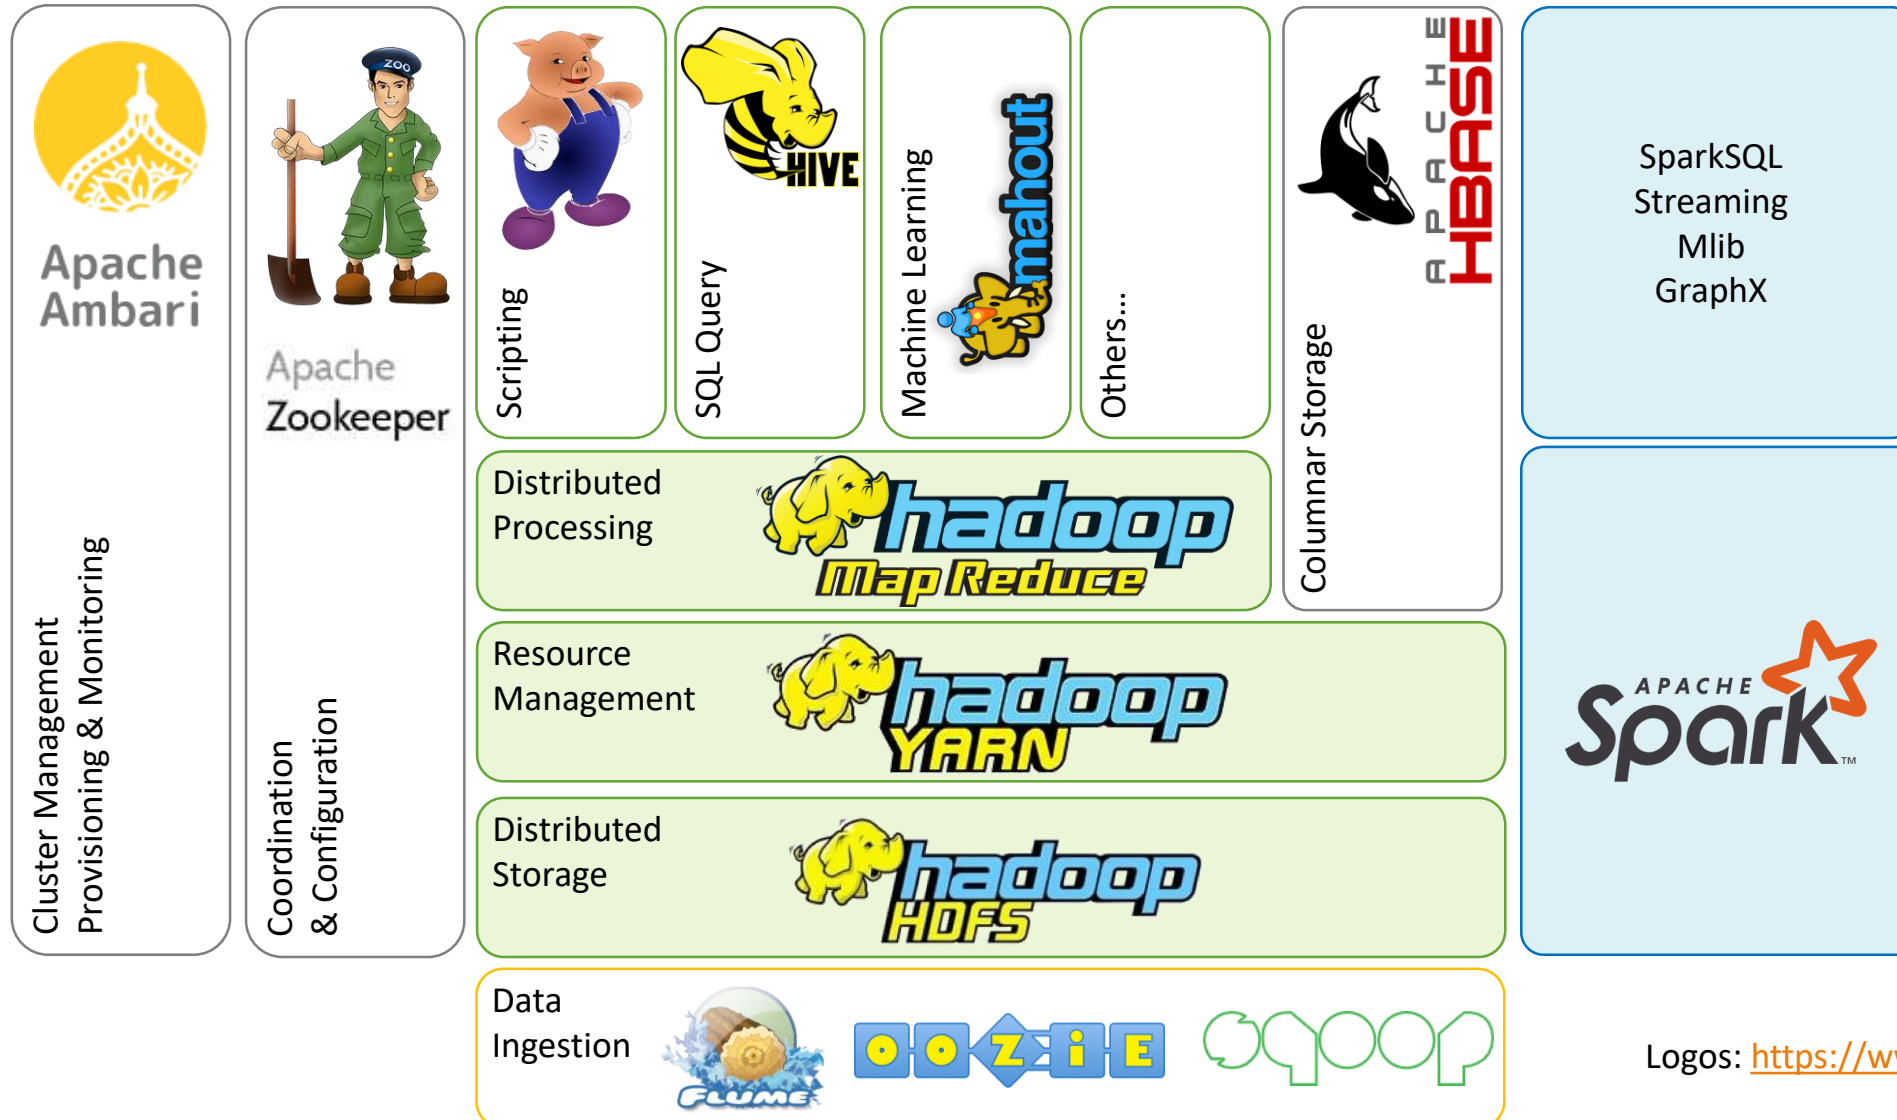 Apache
Ambari
Cluster Management
Provisioning & Monitoring
ZOO
Apache
Zookeeper
Coordination
& Configuration
Scripting
HIVE
SQL Query
Machine Learning
mahout
Others...
Columnar Storage
APACHE
HBASE
SparkSQL
Streaming
Mlib
GraphX
Distributed
Processing
hadoop
Map Reduce
Resource
Management
hadoop
YARN
Distributed
Storage
hadoop
HDFS
APACHE
Spark™
Data
Ingestion
FLUME
OOZiE
sqoop
Logos: https://w